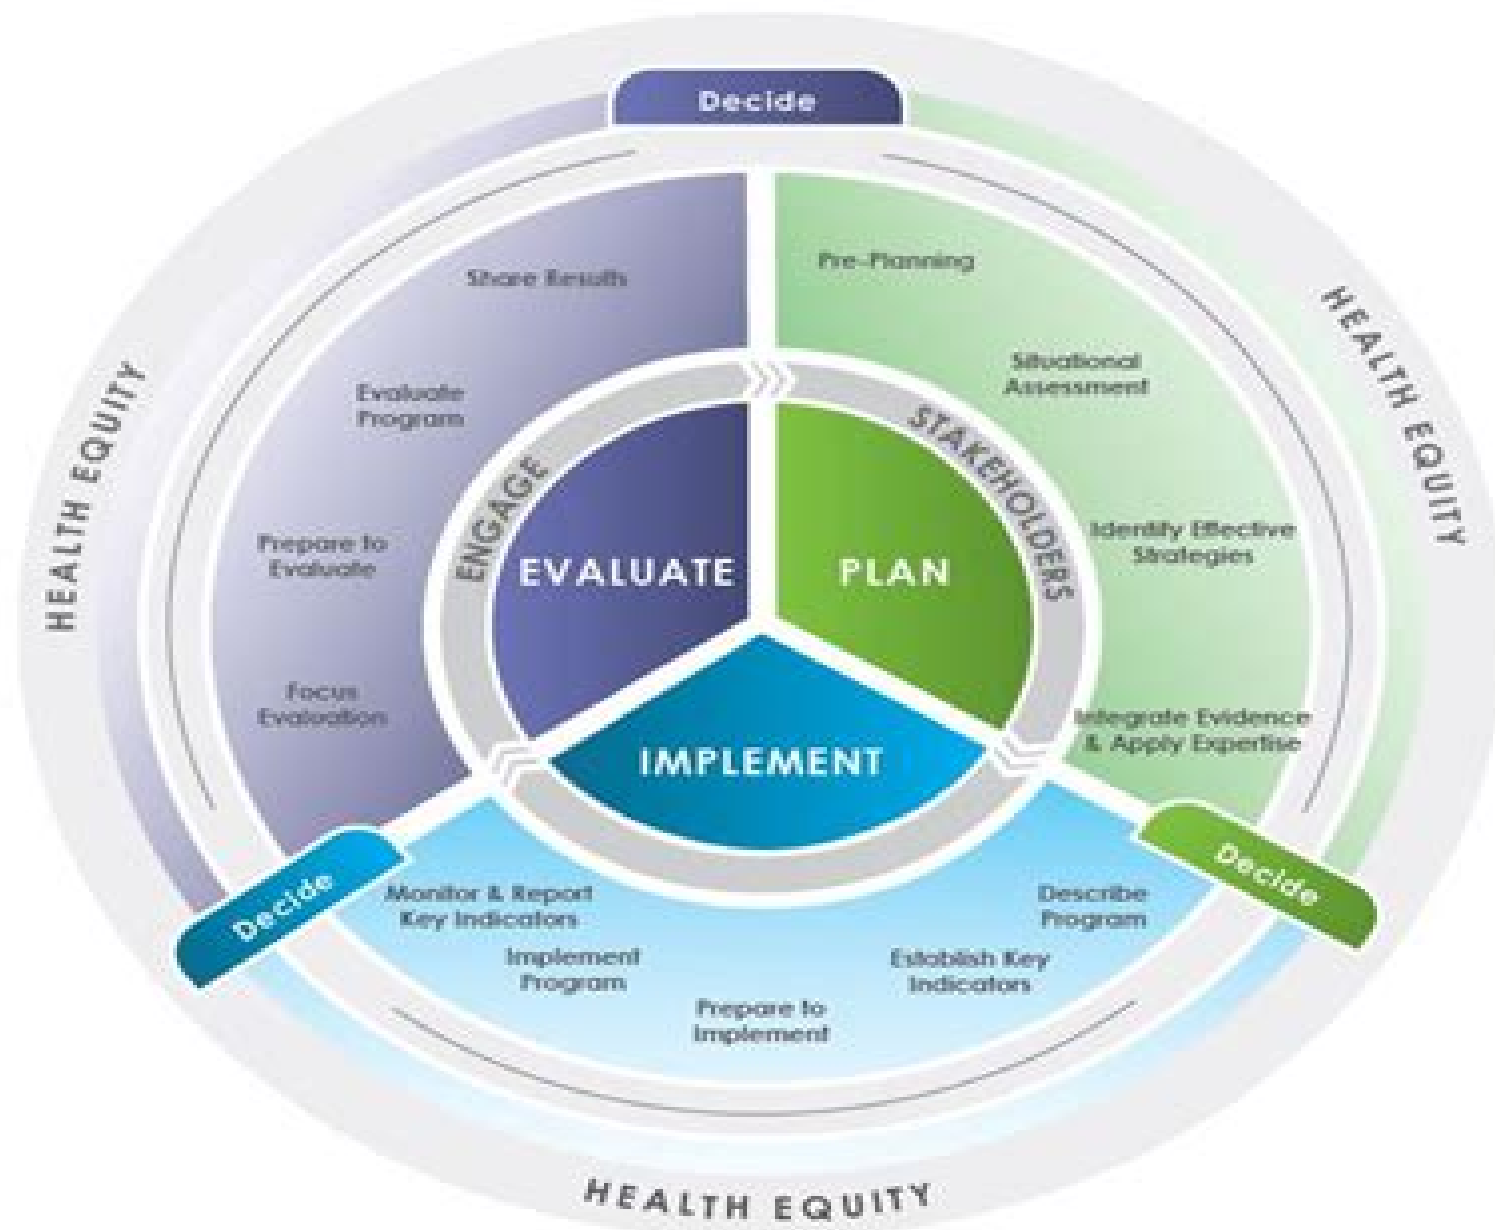 Decide
Share Results
Pre-Planning
Situational
Assessment
Evaluate
Program
HEALTH EQUITY
HEALTH EQUITY
ENGAGE
STAKEHOLDERS
Prepare to
Evaluate
EVALUATE
PLAN
Identify Effective
Strategies
Focus
Evaluation
Integrate Evidence
& Apply Expertise
IMPLEMENT
Decide
Decide
Monitor & Report
Key Indicators
Describe
Program
Implement
Program
Establish Key
Indicators
Prepare to
Implement
HEALTH EQUITY